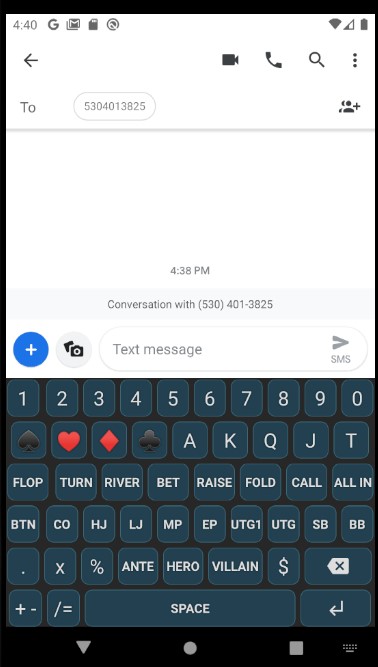 4:40
To 5304013825
4:38 PM
Conversation with (530) 401-3825
Text message
SMS
1 2 3 4 5 6 7 8 9 0
♠ ♥ ♦ ♣ A K Q J T
FLOP TURN RIVER BET RAISE FOLD CALL ALL IN
BTN CO HJ LJ MP EP UTG1 UTG SB BB
. x % ANTE HERO VILLAIN $
+ - /= SPACE